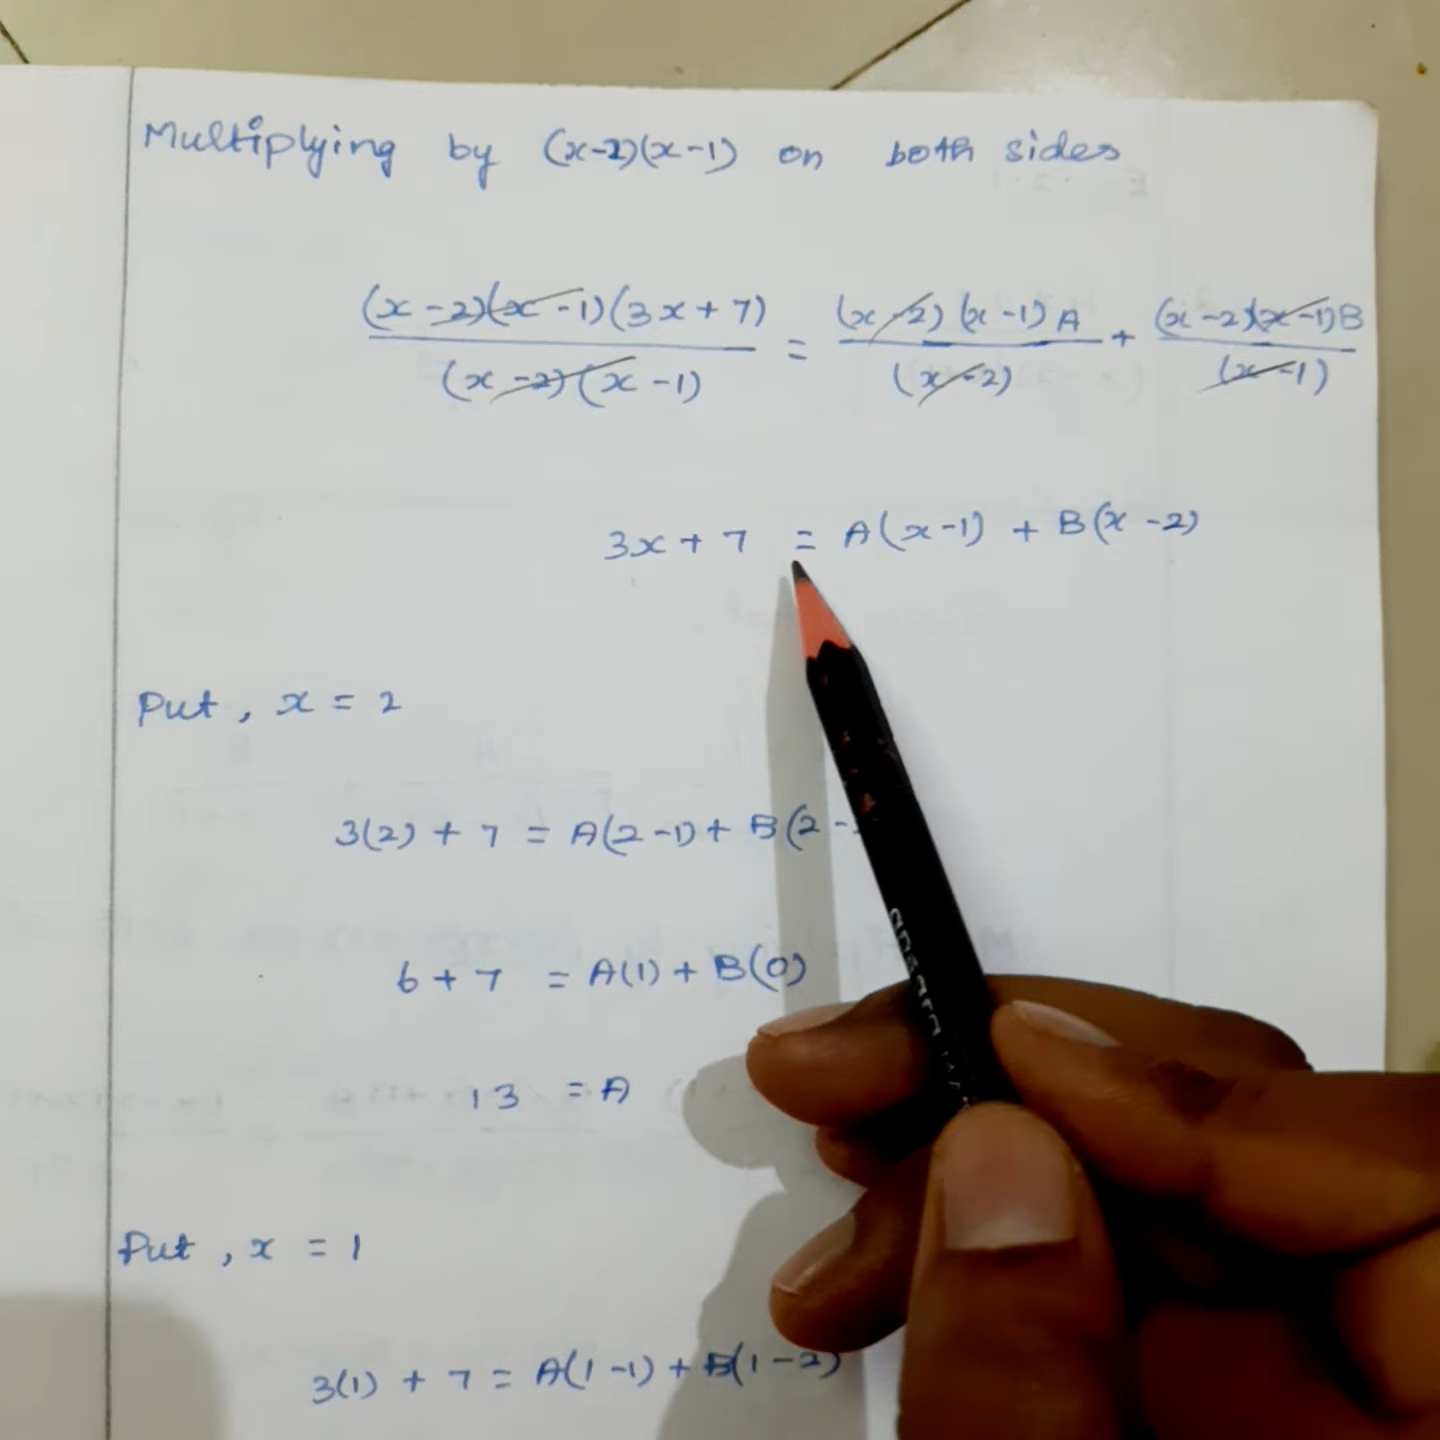 Multiplying by (x-2)(x-1) on both sides
(x-2)(x-1)(3x+7) / (x-2)(x-1) = (x-2)(x-1)A / (x-2) + (x-2)(x-1)B / (x-1)
3x+7 = A(x-1) + B(x-2)
Put, x = 2
3(2) + 7 = A(2-1) + B(2-
6+7 = A(1) + B(0)
13 = A
Put, x = 1
3(1) + 7 = A(1-1) + B(1-2)
apsara